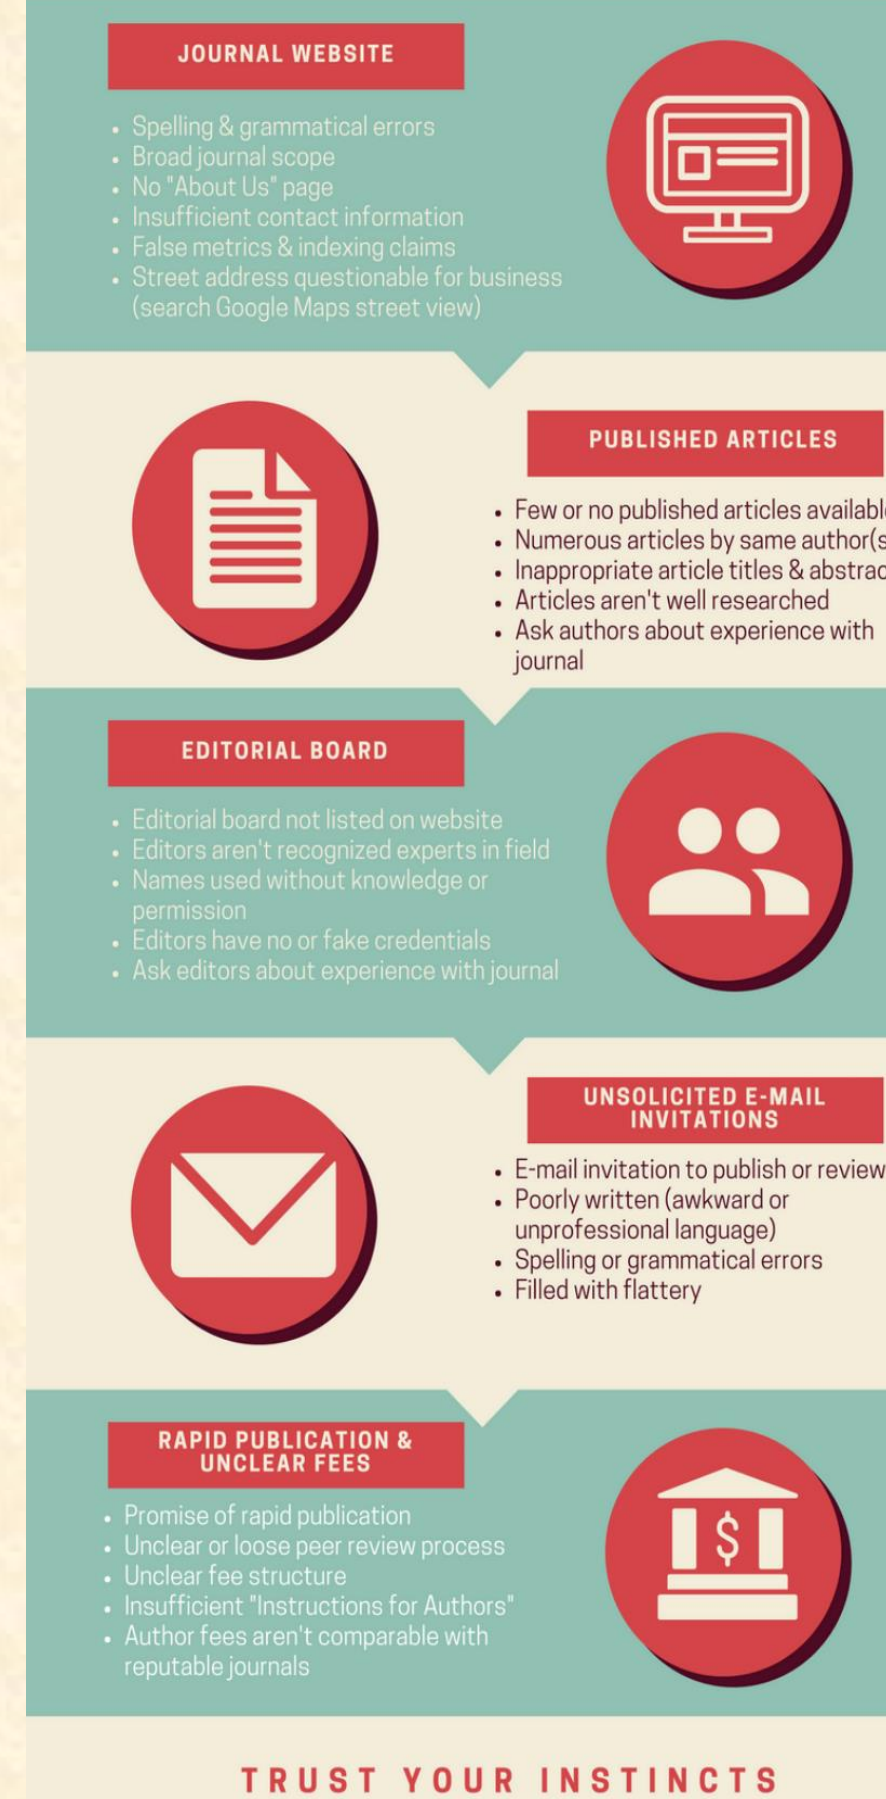 JOURNAL WEBSITE
• Spelling & grammatical errors
• Broad journal scope
• No "About Us" page
• Insufficient contact information
• False metrics & indexing claims
• Street address questionable for business
(search Google Maps street view)
PUBLISHED ARTICLES
• Few or no published articles availabl
• Numerous articles by same author(s
• Inappropriate article titles & abstrac
• Articles aren't well researched
• Ask authors about experience with
journal
EDITORIAL BOARD
• Editorial board not listed on website
• Editors aren't recognized experts in field
• Names used without knowledge or
permission
• Editors have no or fake credentials
• Ask editors about experience with journal
UNSOLICITED E-MAIL
INVITATIONS
• E-mail invitation to publish or review
• Poorly written (awkward or
unprofessional language)
• Spelling or grammatical errors
• Filled with flattery
RAPID PUBLICATION &
UNCLEAR FEES
• Promise of rapid publication
• Unclear or loose peer review process
• Unclear fee structure
• Insufficient "Instructions for Authors"
• Author fees aren't comparable with
reputable journals
$
TRUST YOUR INSTINCTS